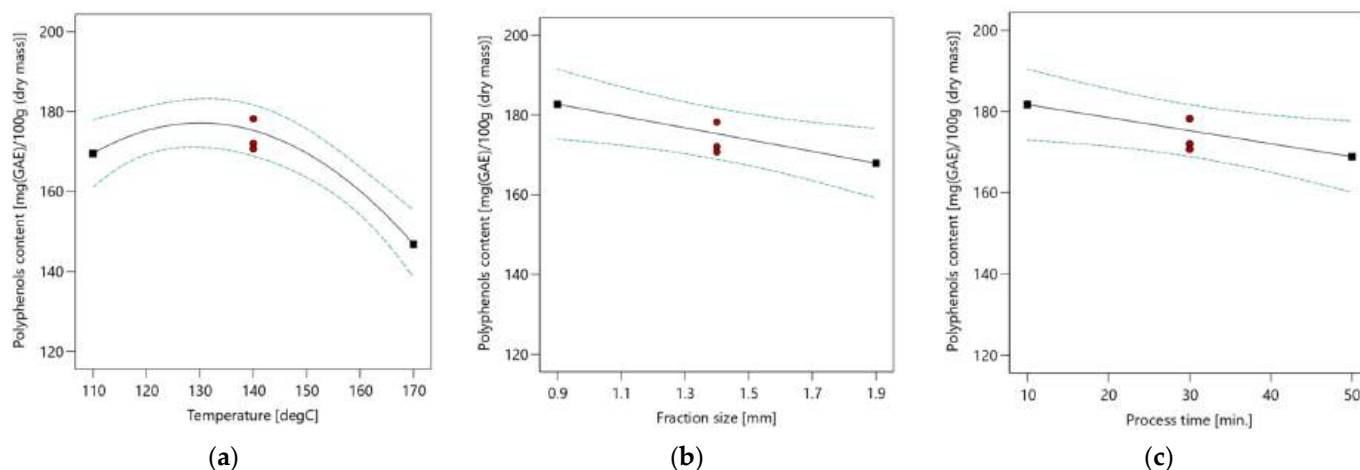 Polyphenols content [mg(GAE)/100g (dry mass)]
200
180
160
140
120
110 120 130 140 150 160 170
Temperature [degC]
(a)
Polyphenols content [mg(GAE)/100g (dry mass)]
200
180
160
140
120
0.9 1.1 1.3 1.5 1.7 1.9
Fraction size [mm]
(b)
Polyphenols content [mg(GAE)/100g (dry mass)]
200
180
160
140
120
10 20 30 40 50
Process time [min.]
(c)